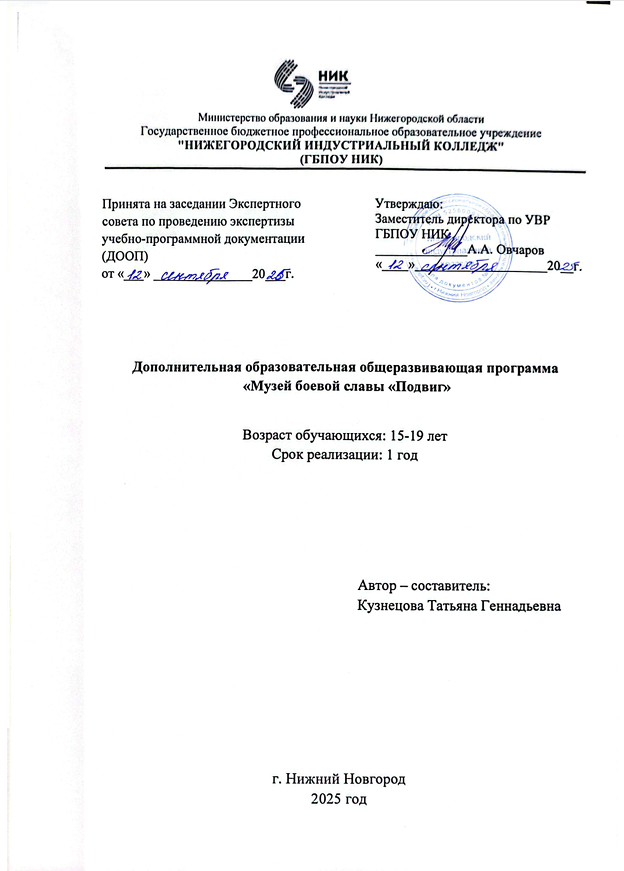 НИК
Нижегородский
Индустриальный
Колледж
Министерство образования и науки Нижегородской области
Государственное бюджетное профессиональное образовательное учреждение
"НИЖЕГОРОДСКИЙ ИНДУСТРИАЛЬНЫЙ КОЛЛЕДЖ"
(ГБПОУ НИК)
Принята на заседании Экспертного
совета по проведению экспертизы
учебно-программной документации
(ДООП)
от «12» сентября 2025г.
Утверждаю:
Заместитель директора по УВР
ГБПОУ НИК
А.А. Овчаров
«12» сентября 2025г.
Дополнительная образовательная общеразвивающая программа
«Музей боевой славы «Подвиг»
Возраст обучающихся: 15-19 лет
Срок реализации: 1 год
Автор – составитель:
Кузнецова Татьяна Геннадьевна
г. Нижний Новгород
2025 год